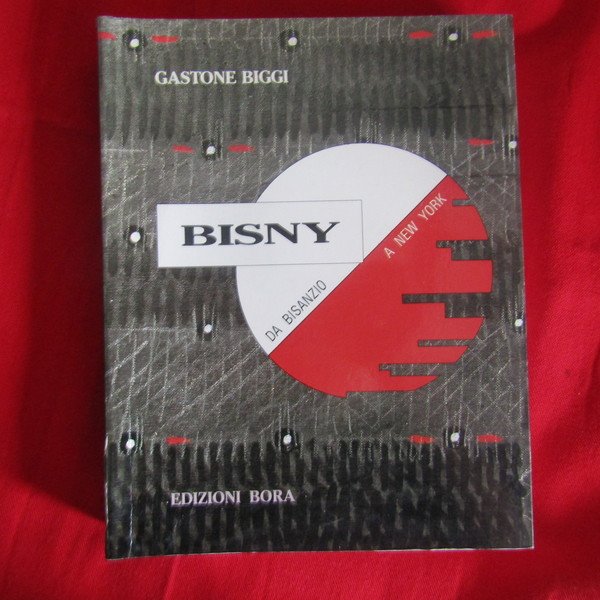 GASTONE BIGGI
BISNY
DA BISANZIO
A NEW YORK
EDIZIONI BORA